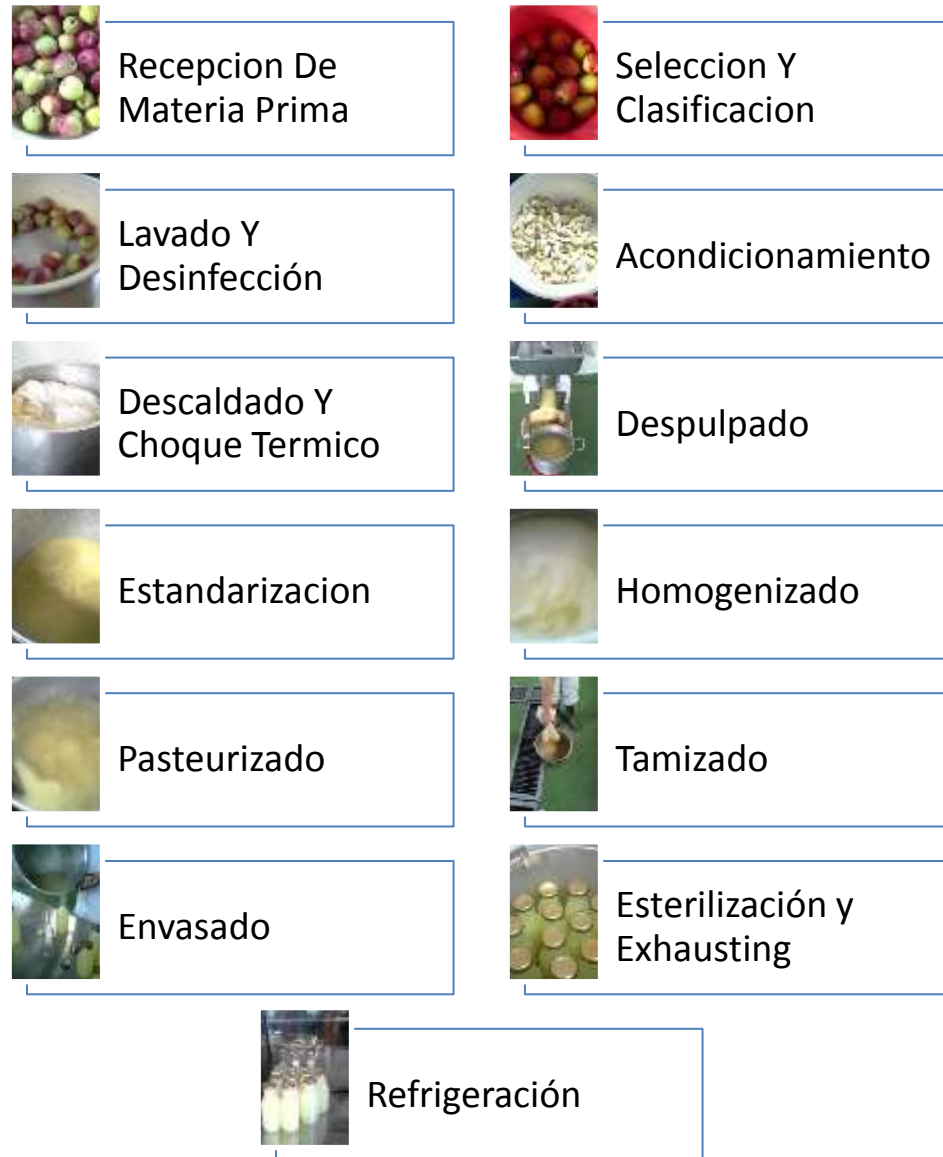 Recepcion De
Materia Prima
Seleccion Y
Clasificacion
Lavado Y
Desinfección
Acondicionamiento
Descaldado Y
Choque Termico
Despulpado
Estandarizacion
Homogenizado
Pasteurizado
Tamizado
Envasado
Esterilización y
Exhausting
Refrigeración